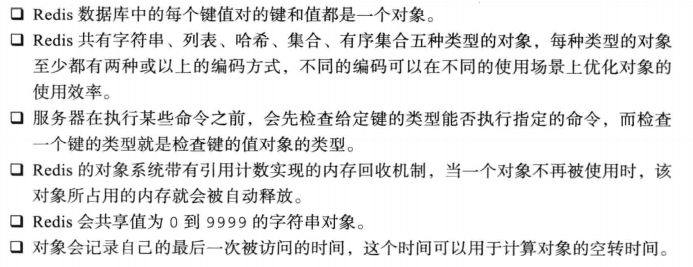 ❑ Redis 数据库中的每个键值对的键和值都是一个对象。
❑ Redis 共有字符串、列表、哈希、集合、有序集合五种类型的对象，每种类型的对象
至少都有两种或以上的编码方式，不同的编码可以在不同的使用场景上优化对象的
使用效率。
❑ 服务器在执行某些命令之前，会先检查给定键的类型能否执行指定的命令，而检查
一个键的类型就是检查键的值对象的类型。
❑ Redis 的对象系统带有引用计数实现的内存回收机制，当一个对象不再被使用时，该
对象所占用的内存就会被自动释放。
❑ Redis 会共享值为 0 到 9999 的字符串对象。
❑ 对象会记录自己的最后一次被访问的时间，这个时间可以用于计算对象的空转时间。